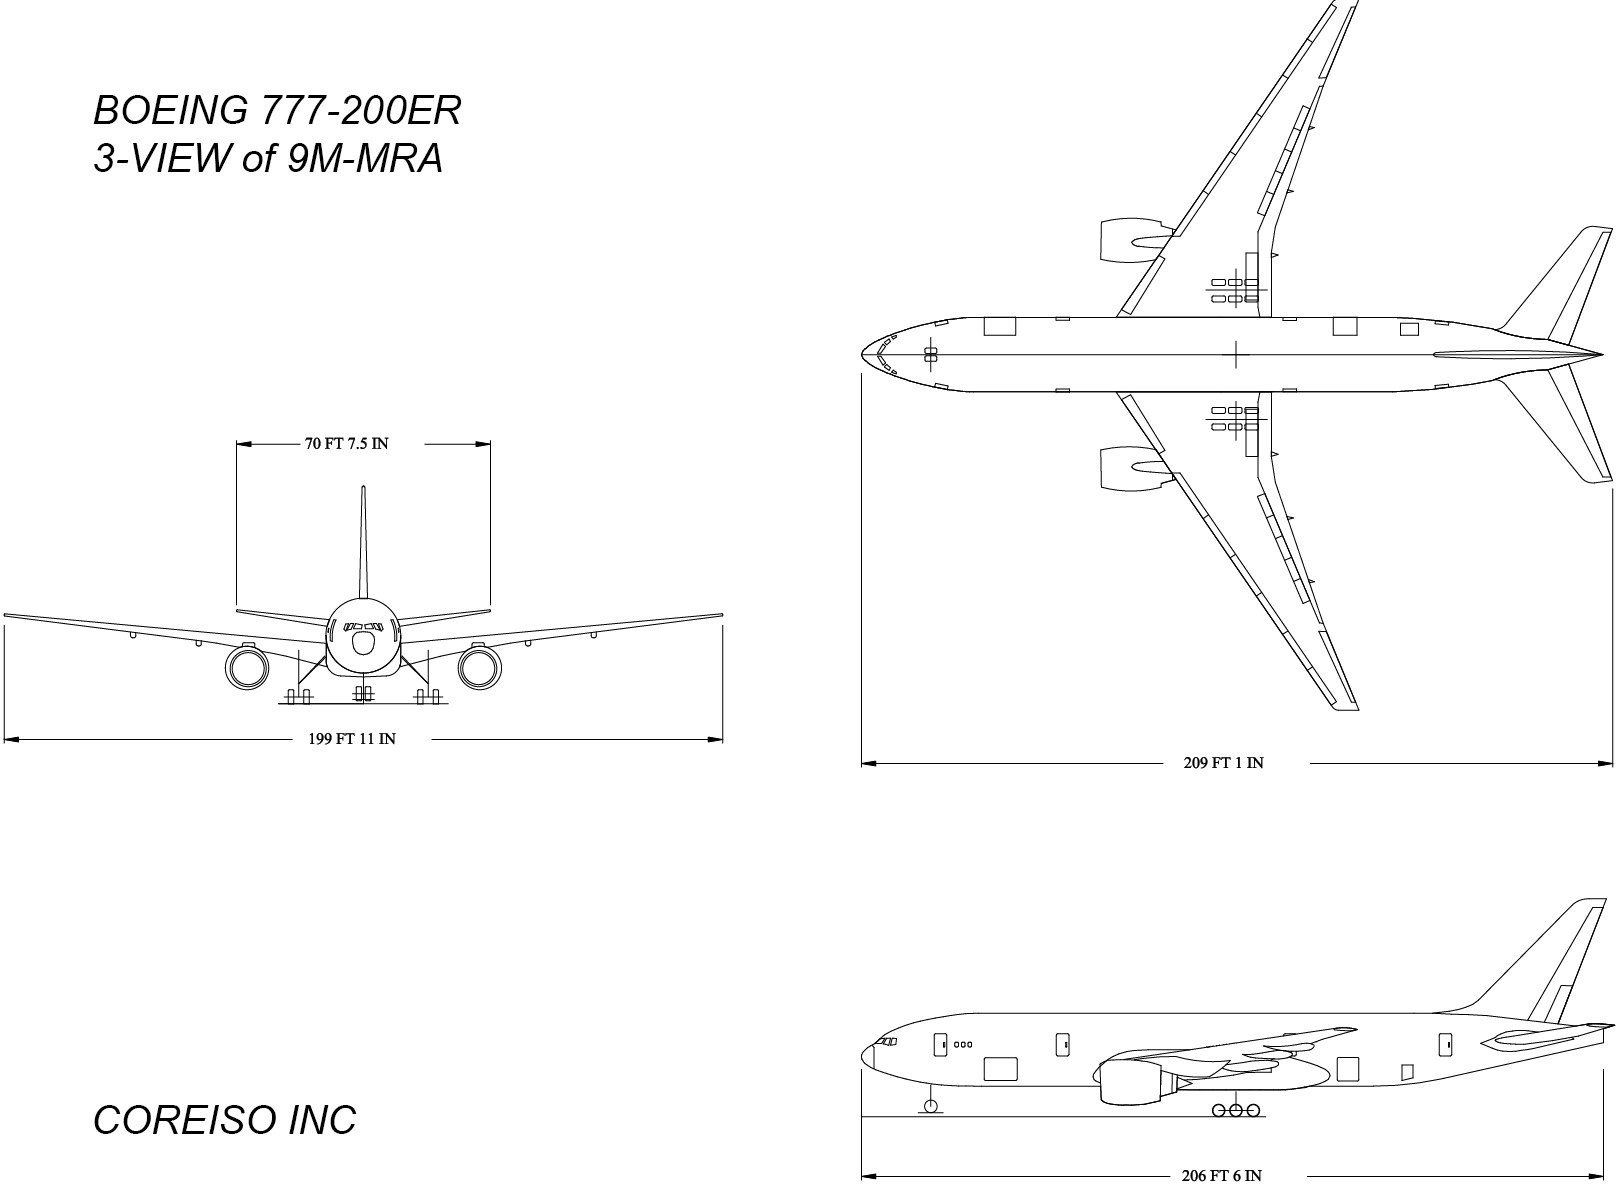 BOEING 777-200ER
3-VIEW of 9M-MRA
70 FT 7.5 IN
199 FT 11 IN
209 FT 1 IN
COREISO INC
206 FT 6 IN